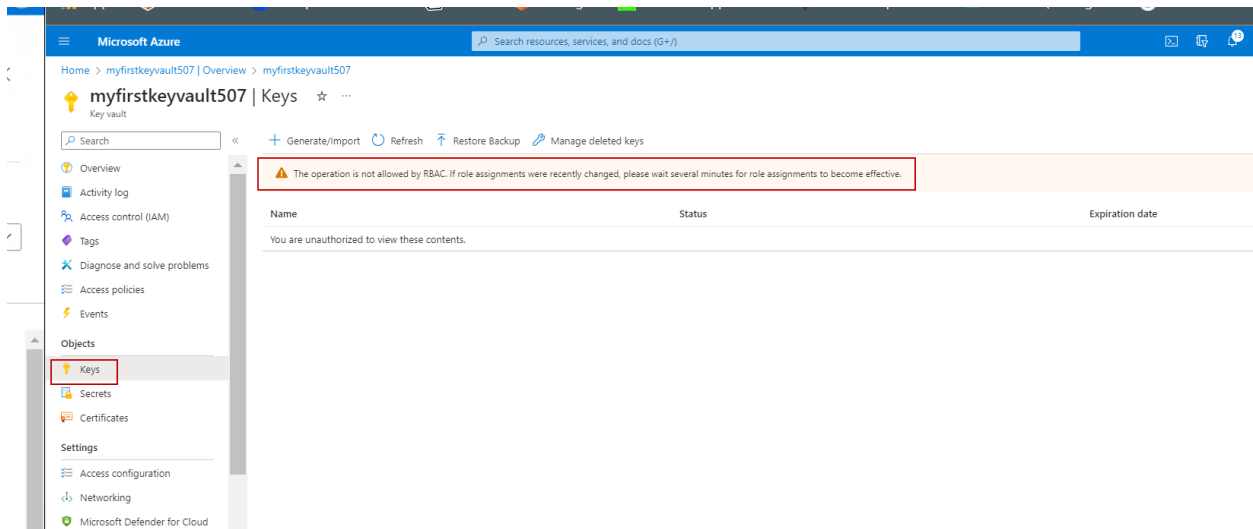 Microsoft Azure
Search resources, services, and docs (G+/)
13
Home > myfirstkeyvault507 | Overview > myfirstkeyvault507
myfirstkeyvault507 | Keys
Key vault
Search
«
Generate/Import
Refresh
Restore Backup
Manage deleted keys
Overview
The operation is not allowed by RBAC. If role assignments were recently changed, please wait several minutes for role assignments to become effective.
Activity log
Access control (IAM)
Name
Status
Expiration date
Tags
You are unauthorized to view these contents.
Diagnose and solve problems
Access policies
Events
Objects
Keys
Secrets
Certificates
Settings
Access configuration
Networking
Microsoft Defender for Cloud